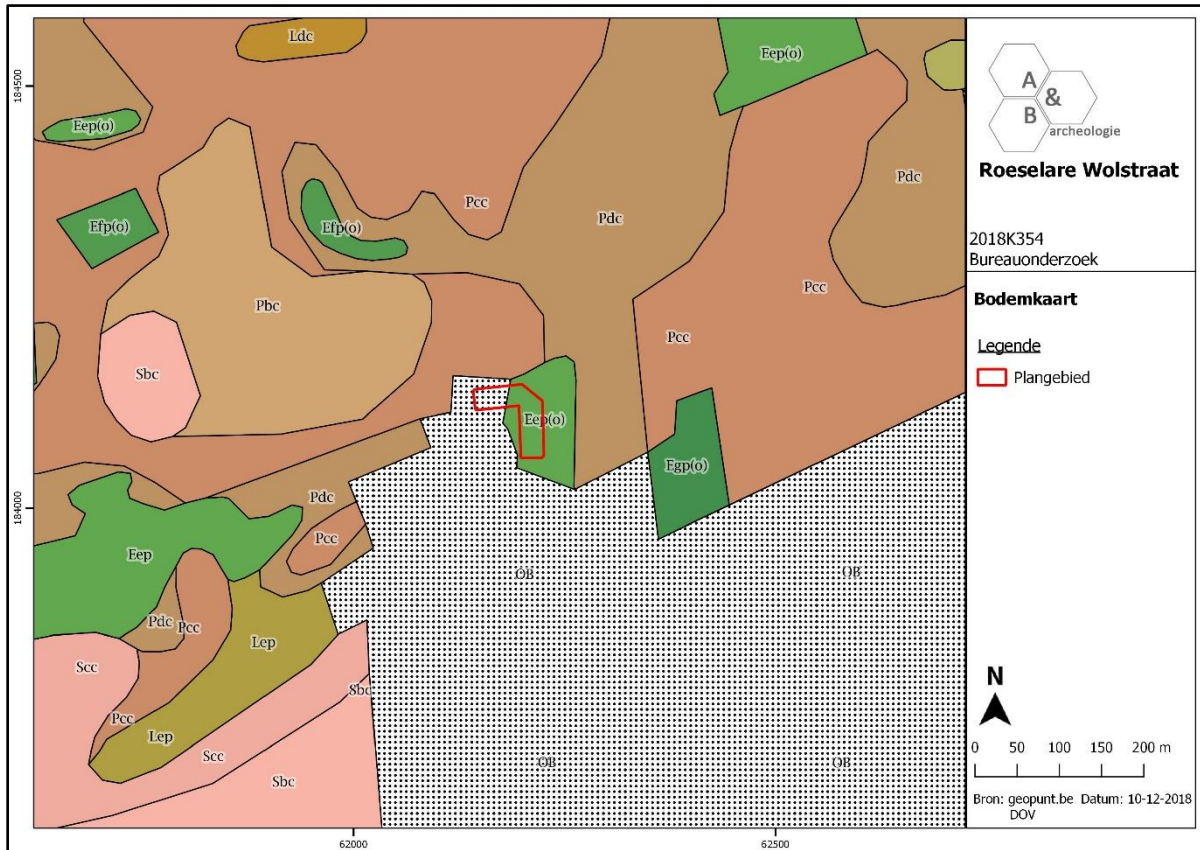 Ldc
Eep(o)
184500
Eep(o)
Pdc
Pcc
Efp(o)
Efp(o)
Pdc
Pbc
Pcc
Sbc
Eep(o)
Egp(o)
184000
Pdc
Pcc
Eep
OB
OB
Pdc
Pcc
Lep
Scc
Sbc
Pcc
Lep
Scc
OB
OB
Sbc
62000
62500
A
&
B
archeologie
Roeselare Wolstraat
2018K354
Bureauonderzoek
Bodemkaart
Legende
Plangebied
N
0 50 100 150 200 m
Bron: geopunt.be Datum: 10-12-2018
DOV